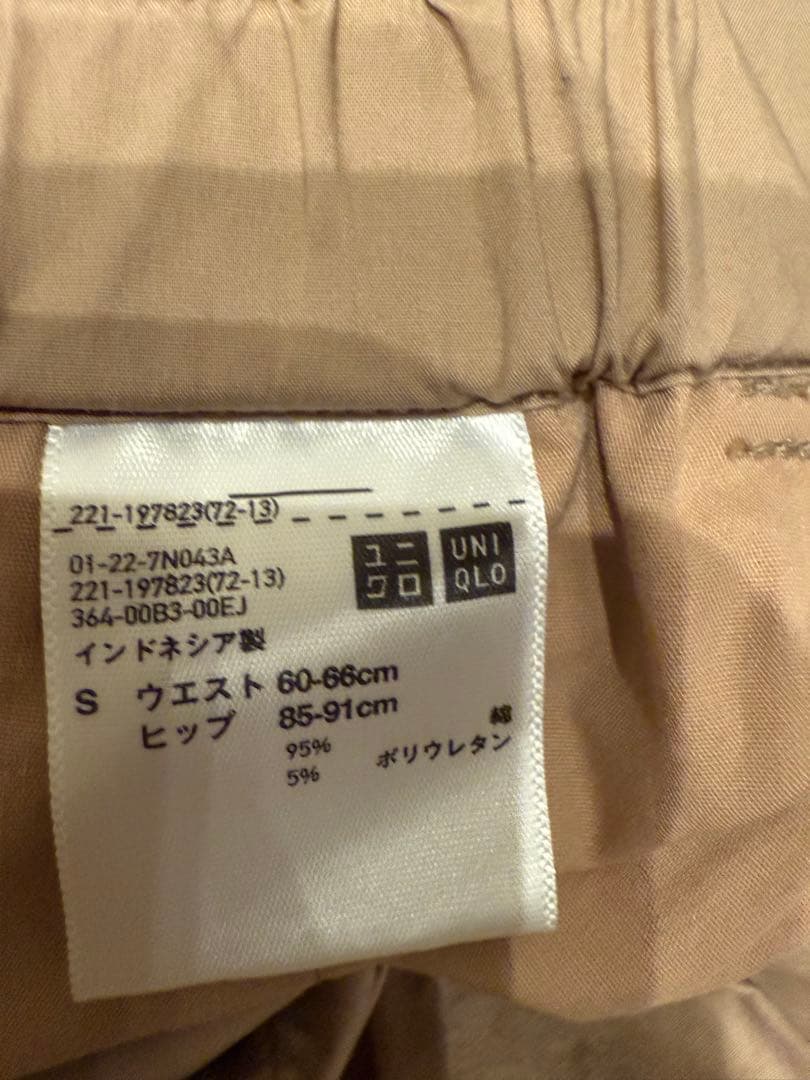 221-197823(72-13)
01-22-7N043A
221-197823(72-13)
364-00B3-00EJ
ユニクロ
UNIQLO
インドネシア製
S ウエスト 60-66cm
ヒップ 85-91cm
95% 綿
5% ポリウレタン